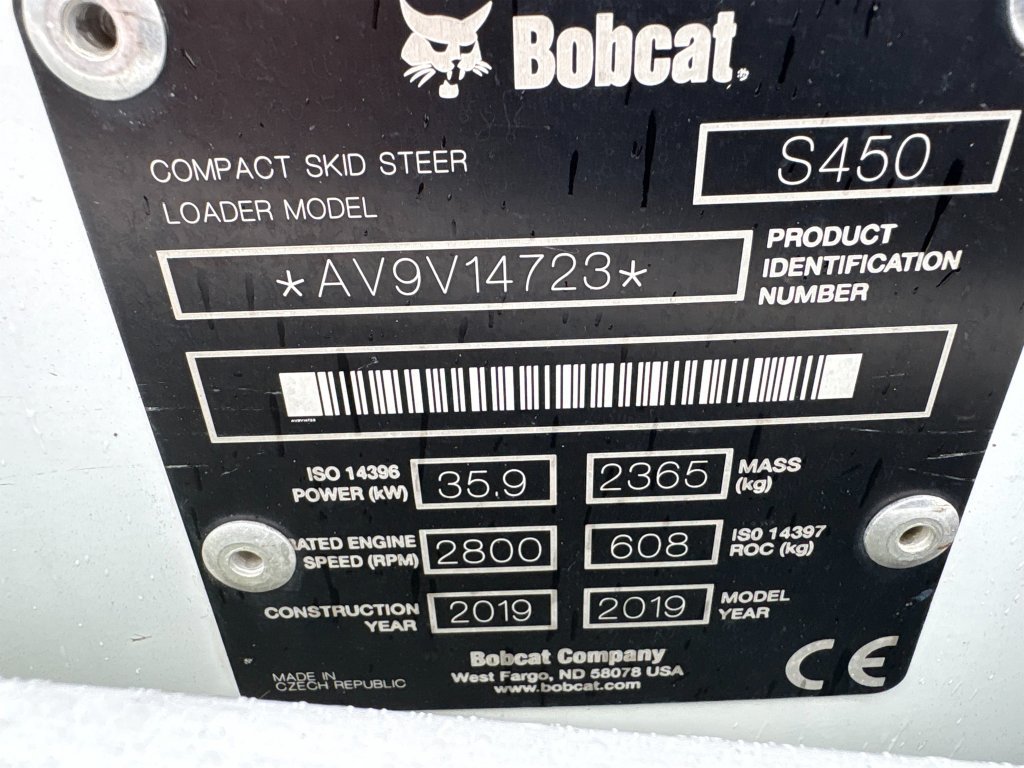 Bobcat.
COMPACT SKID STEER
LOADER MODEL
S450
*AV9V14723*
PRODUCT
IDENTIFICATION
NUMBER
AV9V14723
ISO 14396
POWER (kW)
35.9
2365
MASS
(kg)
RATED ENGINE
SPEED (RPM)
2800
608
ISO 14397
ROC (kg)
CONSTRUCTION
YEAR
2019
2019
MODEL
YEAR
MADE IN
CZECH REPUBLIC
Bobcat Company
West Fargo, ND 58078 USA
www.bobcat.com
CE